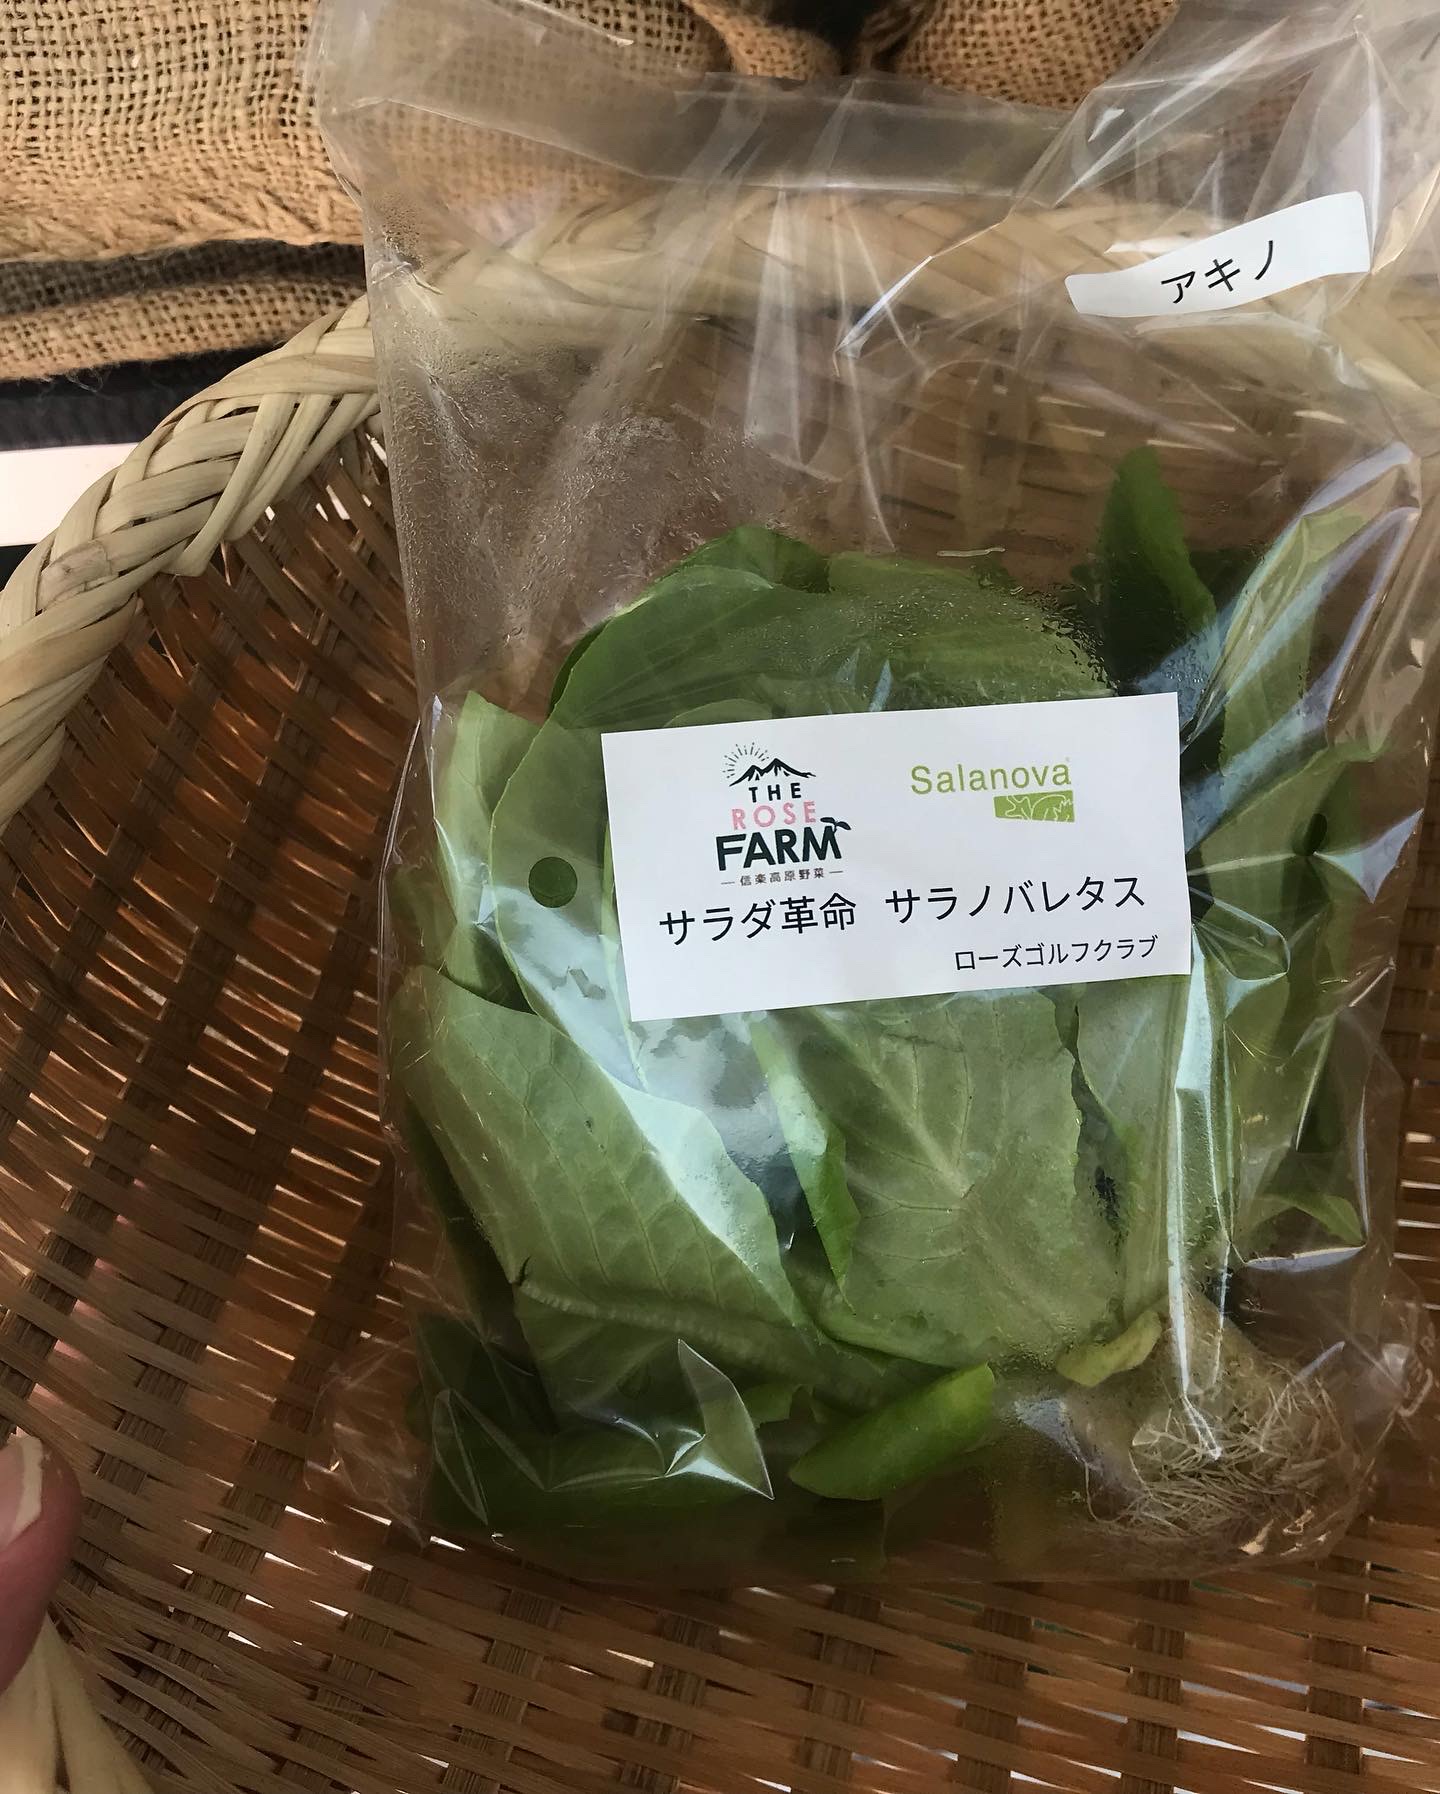 アキノ
THE
ROSE
FARM
信楽高原野菜
Salanova®
サラダ革命 サラノバレタス
ローズゴルフクラブ